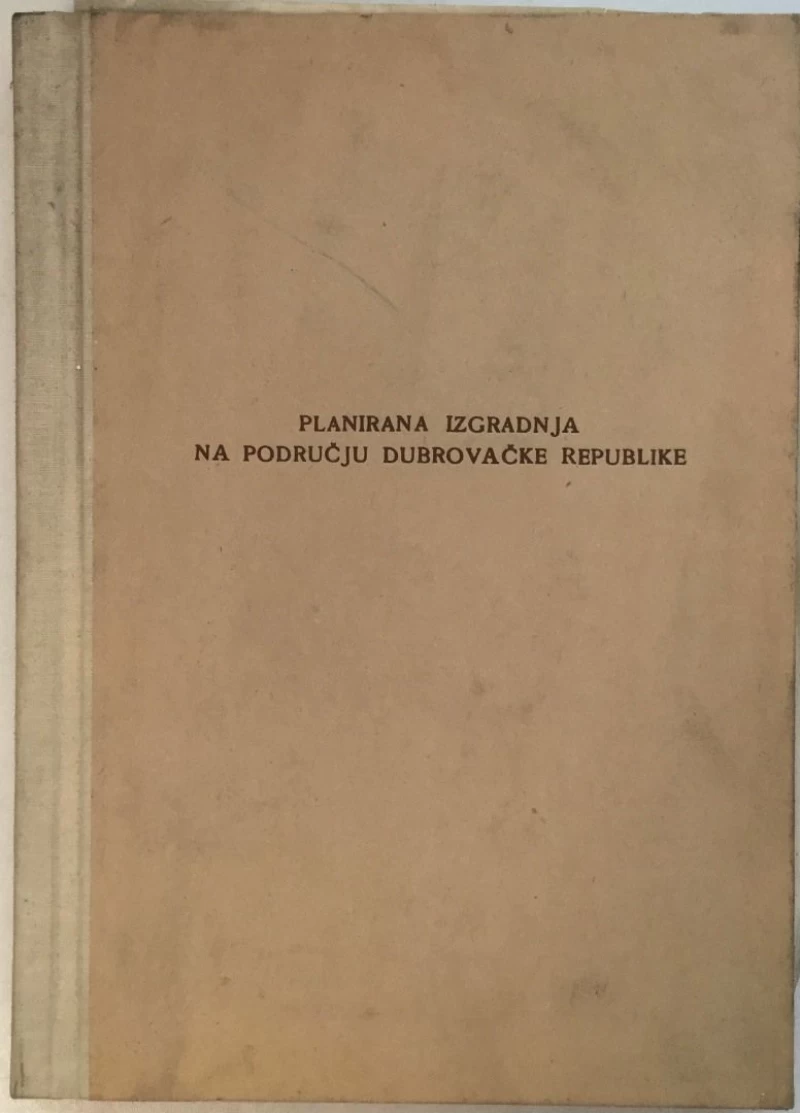 PLANIRANA IZGRADNJA
NA PODRUČJU DUBROVAČKE REPUBLIKE